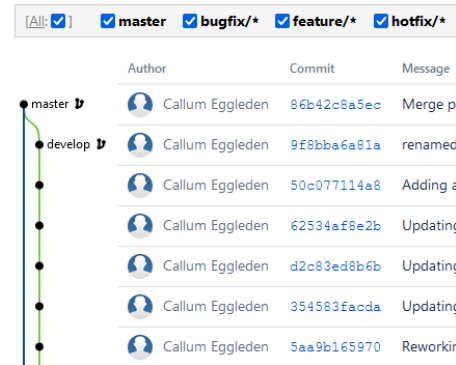 [All: ] master bugfix/* feature/* hotfix/*
Author Commit Message
master Callum Eggleden 86b42c8a5ec Merge p
develop Callum Eggleden 9f8bba6a81a renamed
Callum Eggleden 50c077114a8 Adding a
Callum Eggleden 62534af8e2b Updating
Callum Eggleden d2c83ed8b6b Updating
Callum Eggleden 354583facda Updating
Callum Eggleden 5aa9b165970 Reworkin